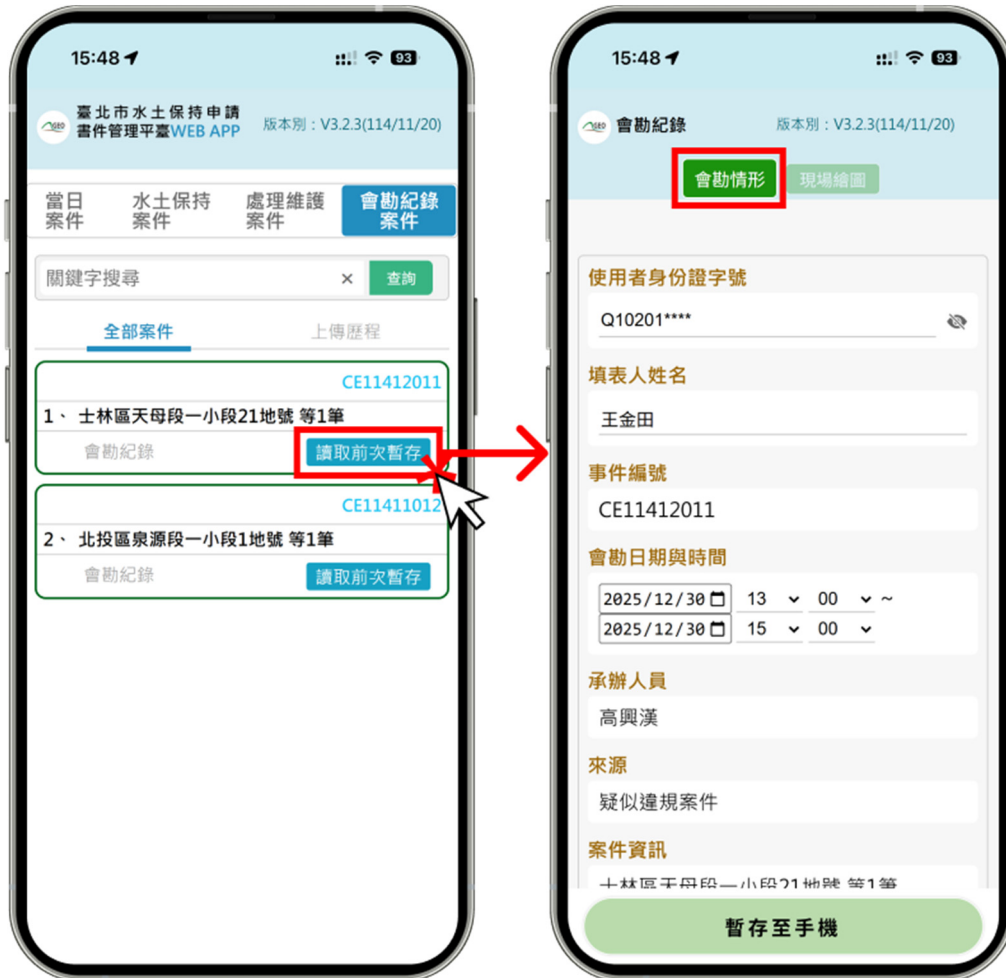 15:48
93
臺北市水土保持申請
書件管理平臺WEB APP
版本別：V3.2.3(114/11/20)
當日
案件
水土保持
案件
處理維護
案件
會勘紀錄
案件
關鍵字搜尋
×
查詢
全部案件
上傳歷程
CE11412011
1、 士林區天母段一小段21地號 等1筆
會勘紀錄
讀取前次暫存
CE11411012
2、 北投區泉源段一小段1地號 等1筆
會勘紀錄
讀取前次暫存
15:48
93
AGEO
會勘紀錄
版本別：V3.2.3(114/11/20)
會勘情形
現場繪圖
使用者身份證字號
Q10201****
填表人姓名
王金田
事件編號
CE11412011
會勘日期與時間
2025/12/30 13 00 ~
2025/12/30 15 00
承辦人員
高興漢
來源
疑似違規案件
案件資訊
士林區天母段一小段21地號 等1筆
暫存至手機